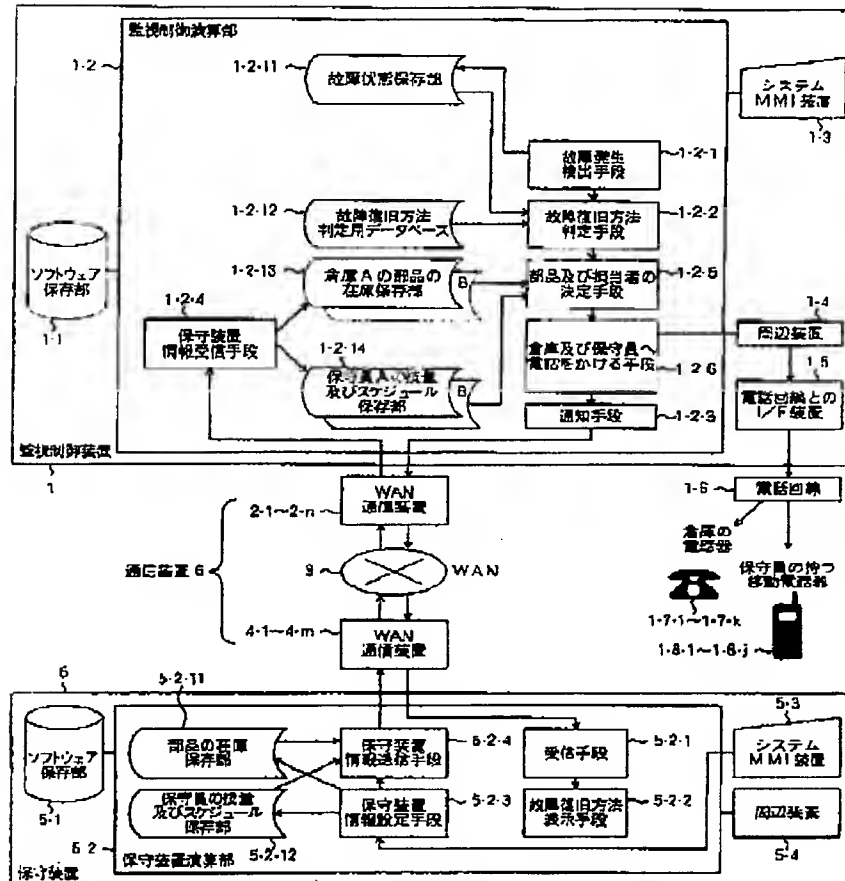 監視制御演算部
1-2
1-2-11
故障状態保存部
システム
MMI装置
1-3
故障発生
検出手段
1-2-1
1-2-12
故障復旧方法
判定用データベース
故障復旧方法
判定手段
1-2-2
ソフトウェア
保存部
1-1
1-2-13
倉庫Aの部品の
在庫保存部
B
部品及び担当者の
決定手段
1-2-5
1-2-4
保守装置
情報受信手段
1-2-14
保守員Aの技量
及びスケジュール
保存部
B
倉庫及び保守員へ
電話をかける手段
1-2-6
通知手段
1-2-3
1-4
周辺装置
1-5
電話回線との
I/F装置
監視制御装置
1
1-6
電話回線
倉庫の
電話器
保守員の持つ
移動電話器
1-7-1～1-7-k
1-8-1～1-8-j
2-1～2-n
WAN
通信装置
通信装置 6
WAN
4-1～4-m
WAN
通信装置
5-2-11
ソフトウェア
保存部
5-1
部品の在庫
保存部
保守装置
情報送信手段
5-2-4
受信手段
5-2-1
5-3
システム
MMI装置
保守員の技量
及びスケジュール
保存部
5-2-12
保守装置
情報設定手段
5-2-3
故障復旧方法
表示手段
5-2-2
周辺装置
5-4
5-2
保守装置演算部
保守装置